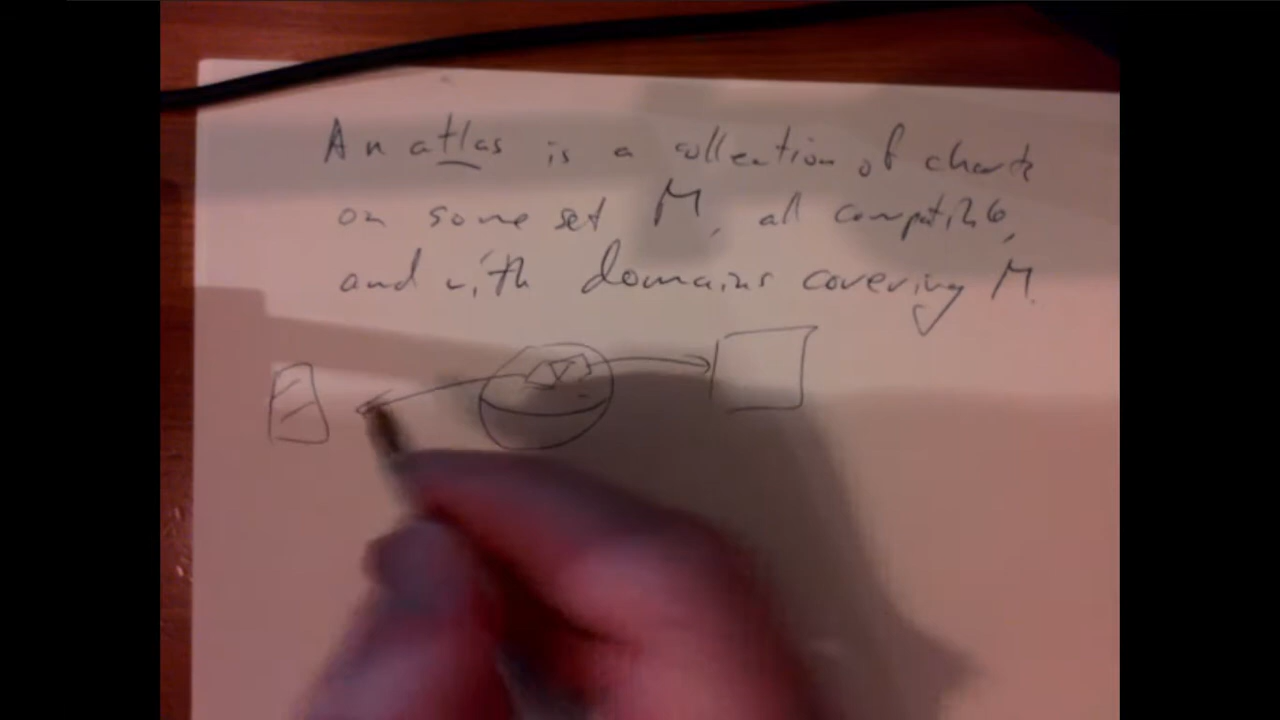 An atlas is a collection of charts
on some set M, all compatible,
and with domains covering M.